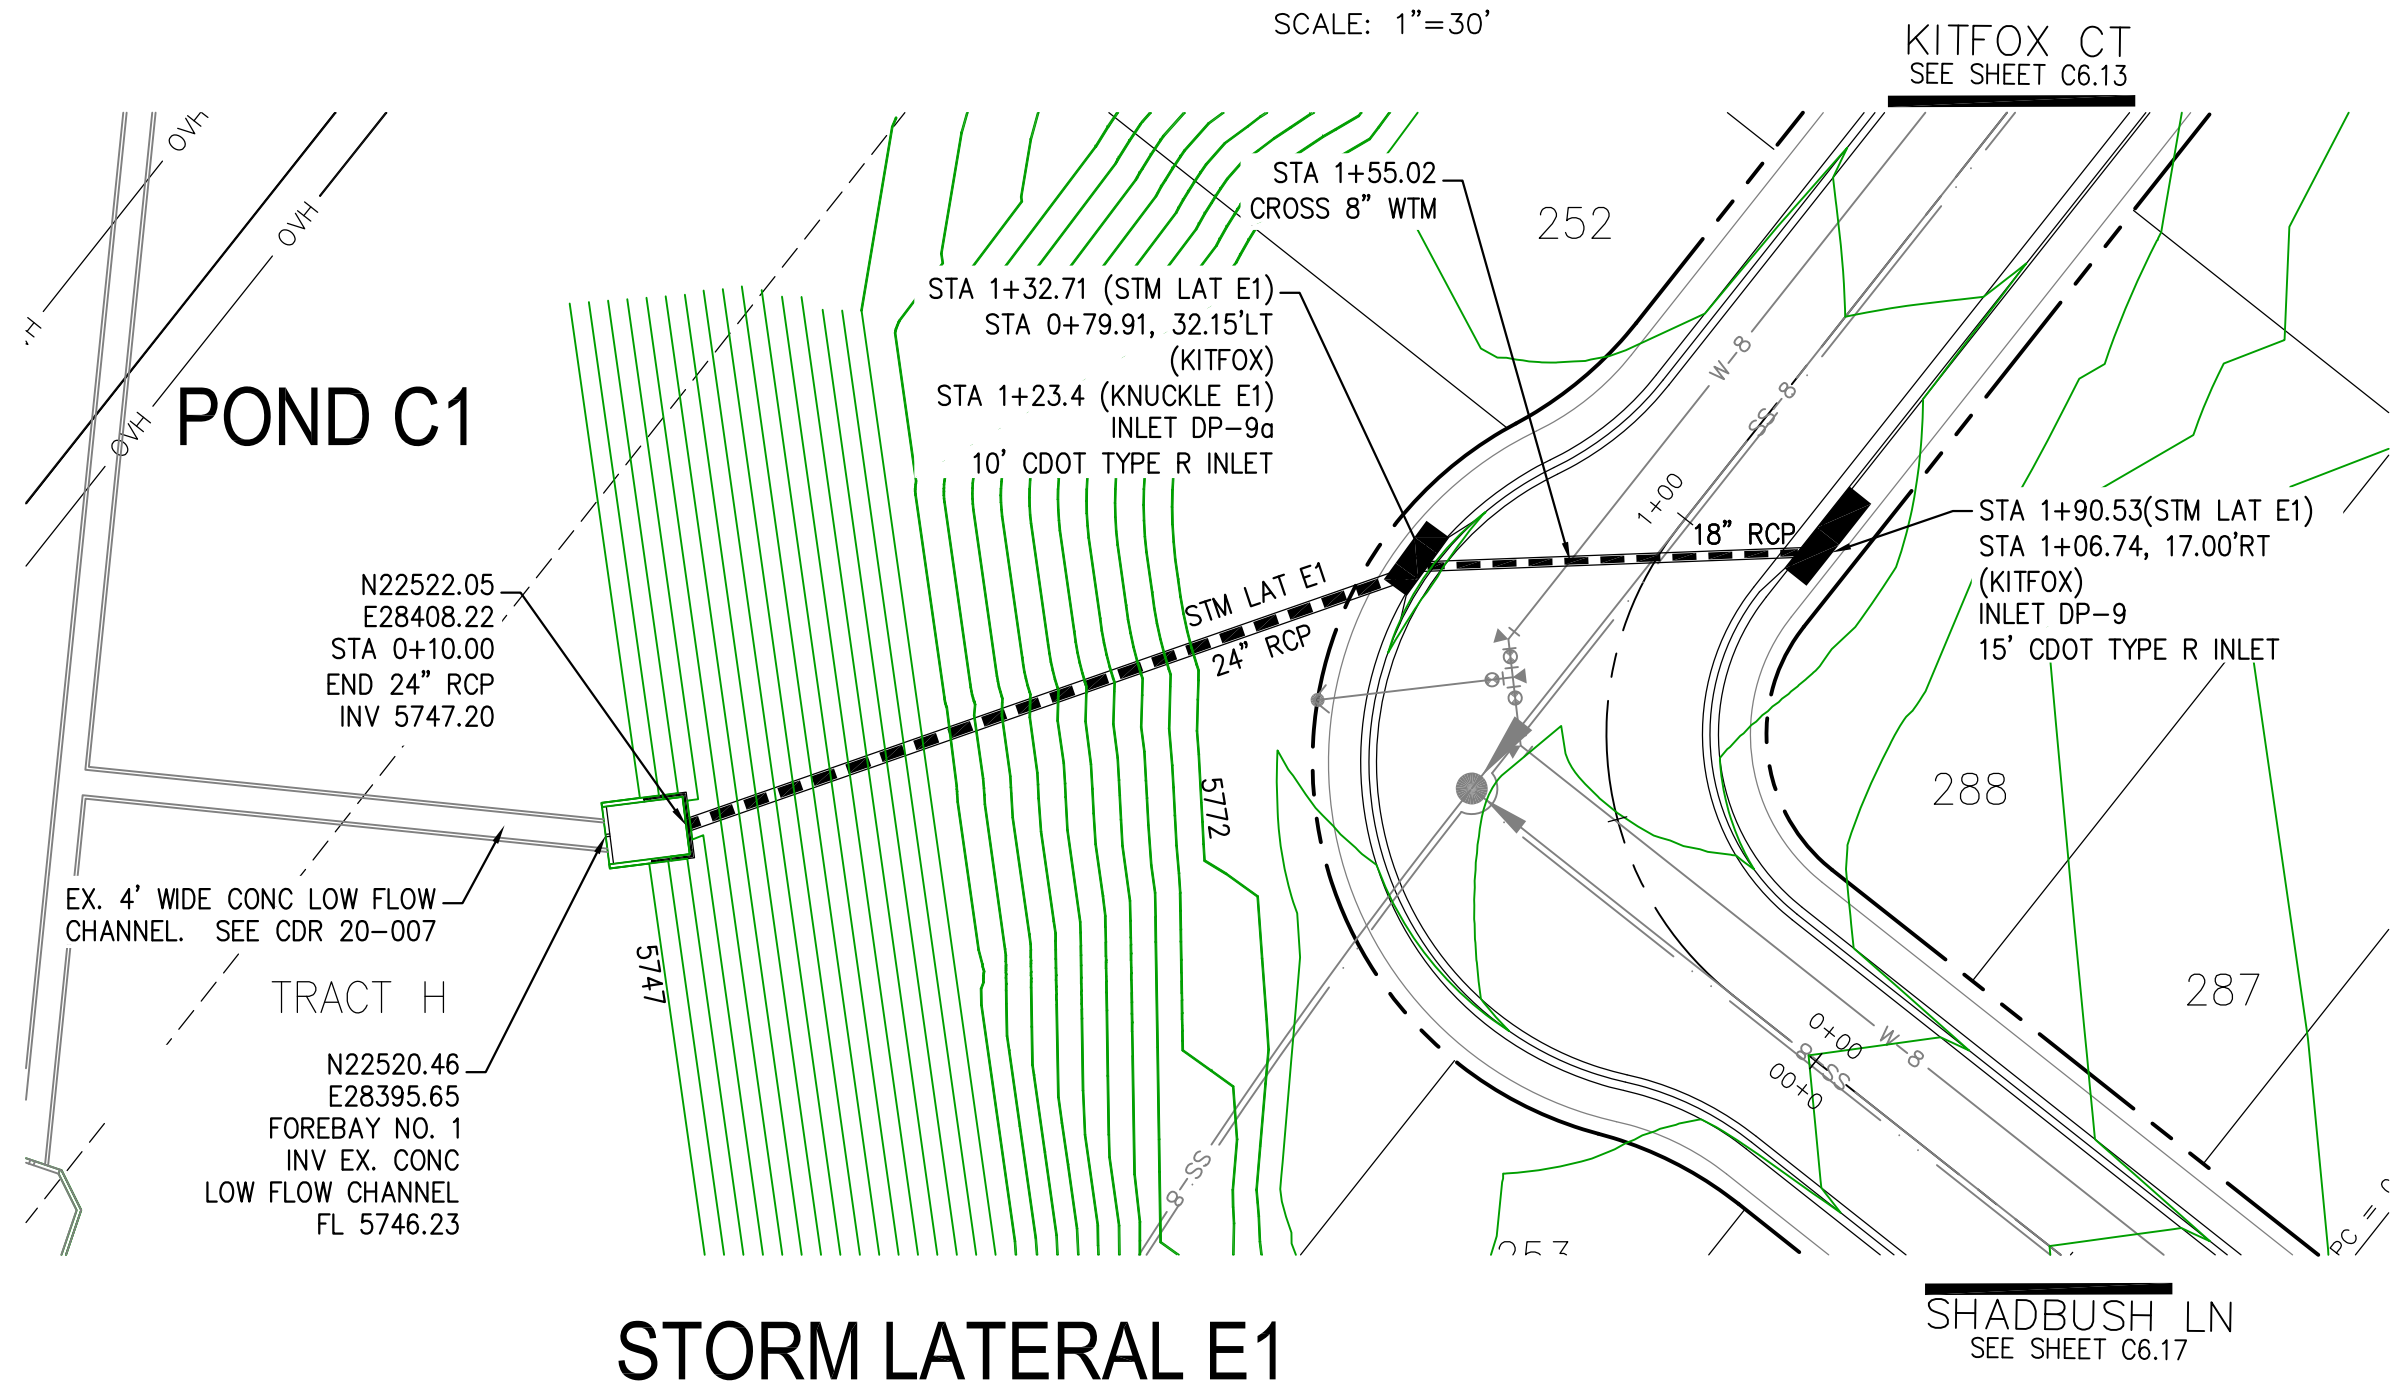 SCALE: 1"=30'
KITFOX CT
SEE SHEET C6.13
OVH
OVH
OVH
STA 1+55.02
CROSS 8" WTM
252
STA 1+32.71 (STM LAT E1)
STA 0+79.91, 32.15'LT
(KITFOX)
STA 1+23.4 (KNUCKLE E1)
INLET DP-9a
10' CDOT TYPE R INLET
POND C1
W-8
SS-8
1+00
18" RCP
STA 1+90.53(STM LAT E1)
STA 1+06.74, 17.00'RT
(KITFOX)
INLET DP-9
15' CDOT TYPE R INLET
N22522.05
E28408.22
STA 0+10.00
END 24" RCP
INV 5747.20
STM LAT E1
24" RCP
5772
288
EX. 4' WIDE CONC LOW FLOW
CHANNEL. SEE CDR 20-007
5747
TRACT H
287
0+00
W-8
8-SS
0+00
N22520.46
E28395.65
FOREBAY NO. 1
INV EX. CONC
LOW FLOW CHANNEL
FL 5746.23
8-SS
253
PC =
SHADBUSH LN
SEE SHEET C6.17
STORM LATERAL E1